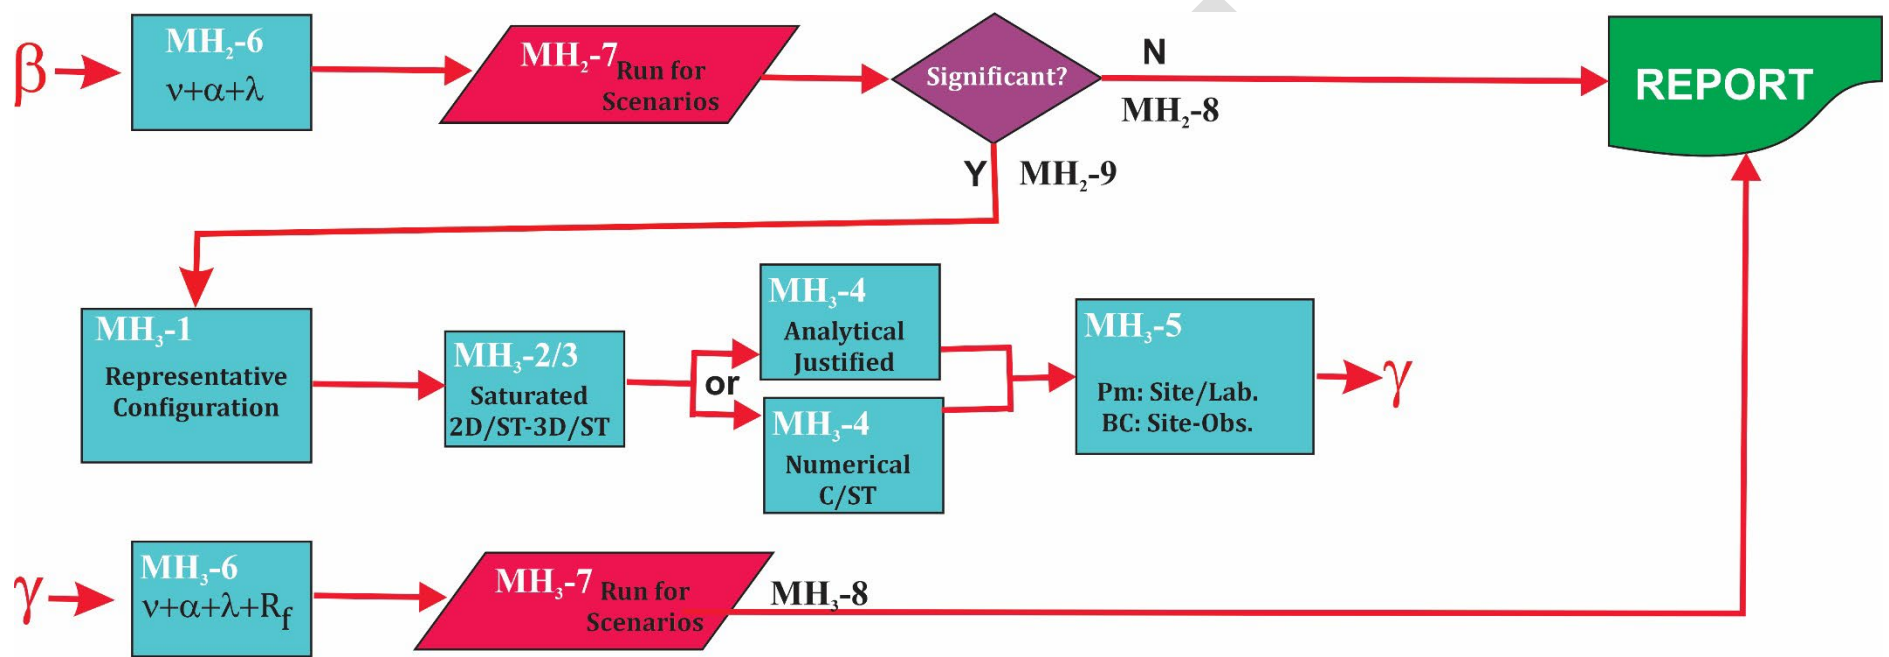 β
MH₂-6
ν+α+λ
MH₂-7 Run for
Scenarios
Significant?
N
MH₂-8
REPORT
Y MH₂-9
MH₃-1
Representative
Configuration
MH₃-2/3
Saturated
2D/ST-3D/ST
or
MH₃-4
Analytical
Justified
MH₃-4
Numerical
C/ST
MH₃-5
Pm: Site/Lab.
BC: Site-Obs.
γ
γ
MH₃-6
ν+α+λ+R_f
MH₃-7 Run for
Scenarios
MH₃-8